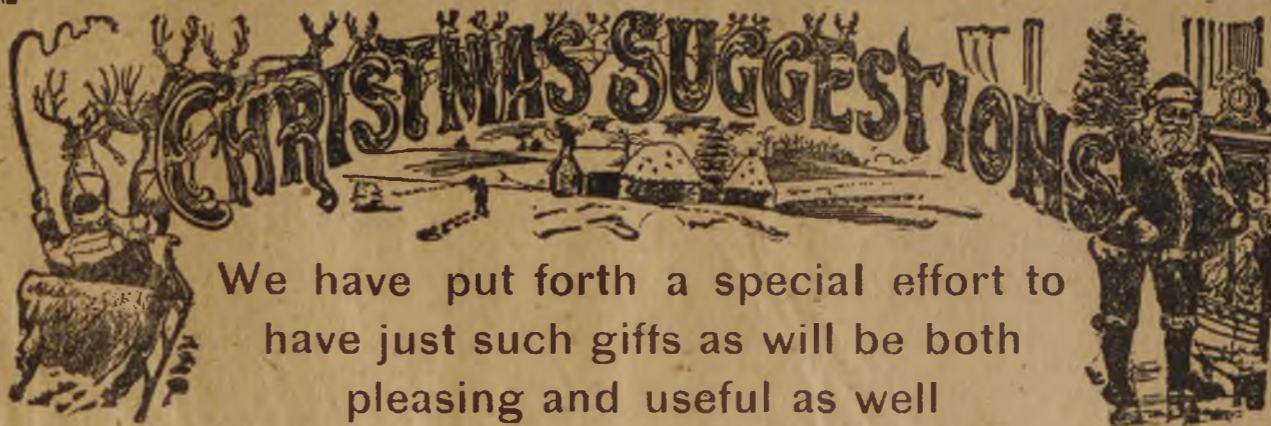 CHRISTMAS SUGGESTIONS
We have put forth a special effort to
have just such giffs as will be both
pleasing and useful as well